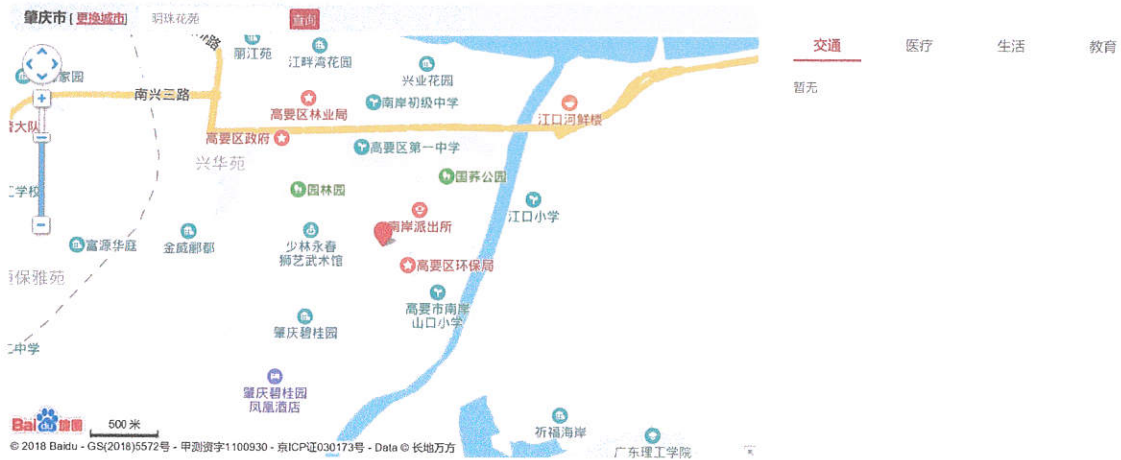 肇庆市 [更换城市] 玥珠花苑 查询
交通 医疗 生活 教育
暂无
丽江苑
江畔湾花园
兴业花园
家园
南兴三路
高要区林业局
南岸初级中学
江口河鲜楼
大队
高要区政府
高要区第一中学
兴华苑
国荞公园
园林园
学校
江口小学
南岸派出所
富源华庭
金威郦都
少林永春
狮艺武术馆
高要区环保局
保雅苑
高要市南岸
山口小学
肇庆碧桂园
中学
肇庆碧桂园
凤凰酒店
Bai du 地图
500 米
祈福海岸
广东理工学院
© 2018 Baidu - GS(2018)5572号 - 甲测资字1100930 - 京ICP证030173号 - Data © 长地万方